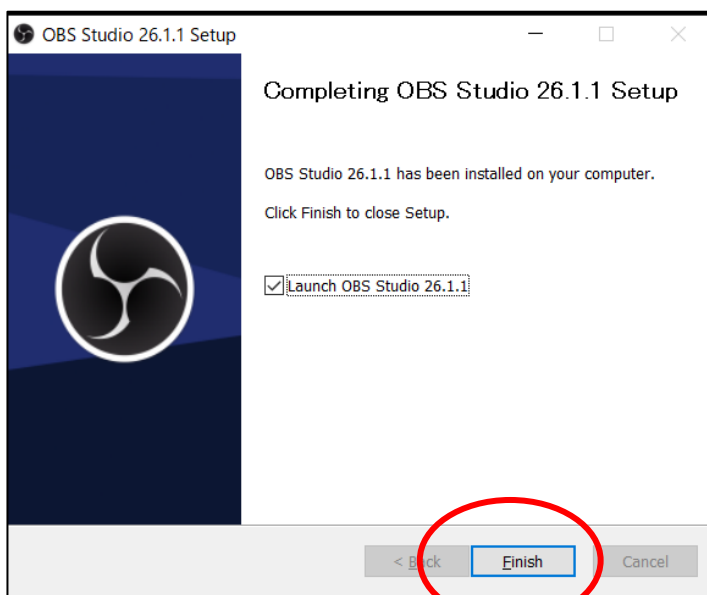 OBS Studio 26.1.1 Setup
Completing OBS Studio 26.1.1 Setup
OBS Studio 26.1.1 has been installed on your computer.
Click Finish to close Setup.
Launch OBS Studio 26.1.1
< Back Finish Cancel